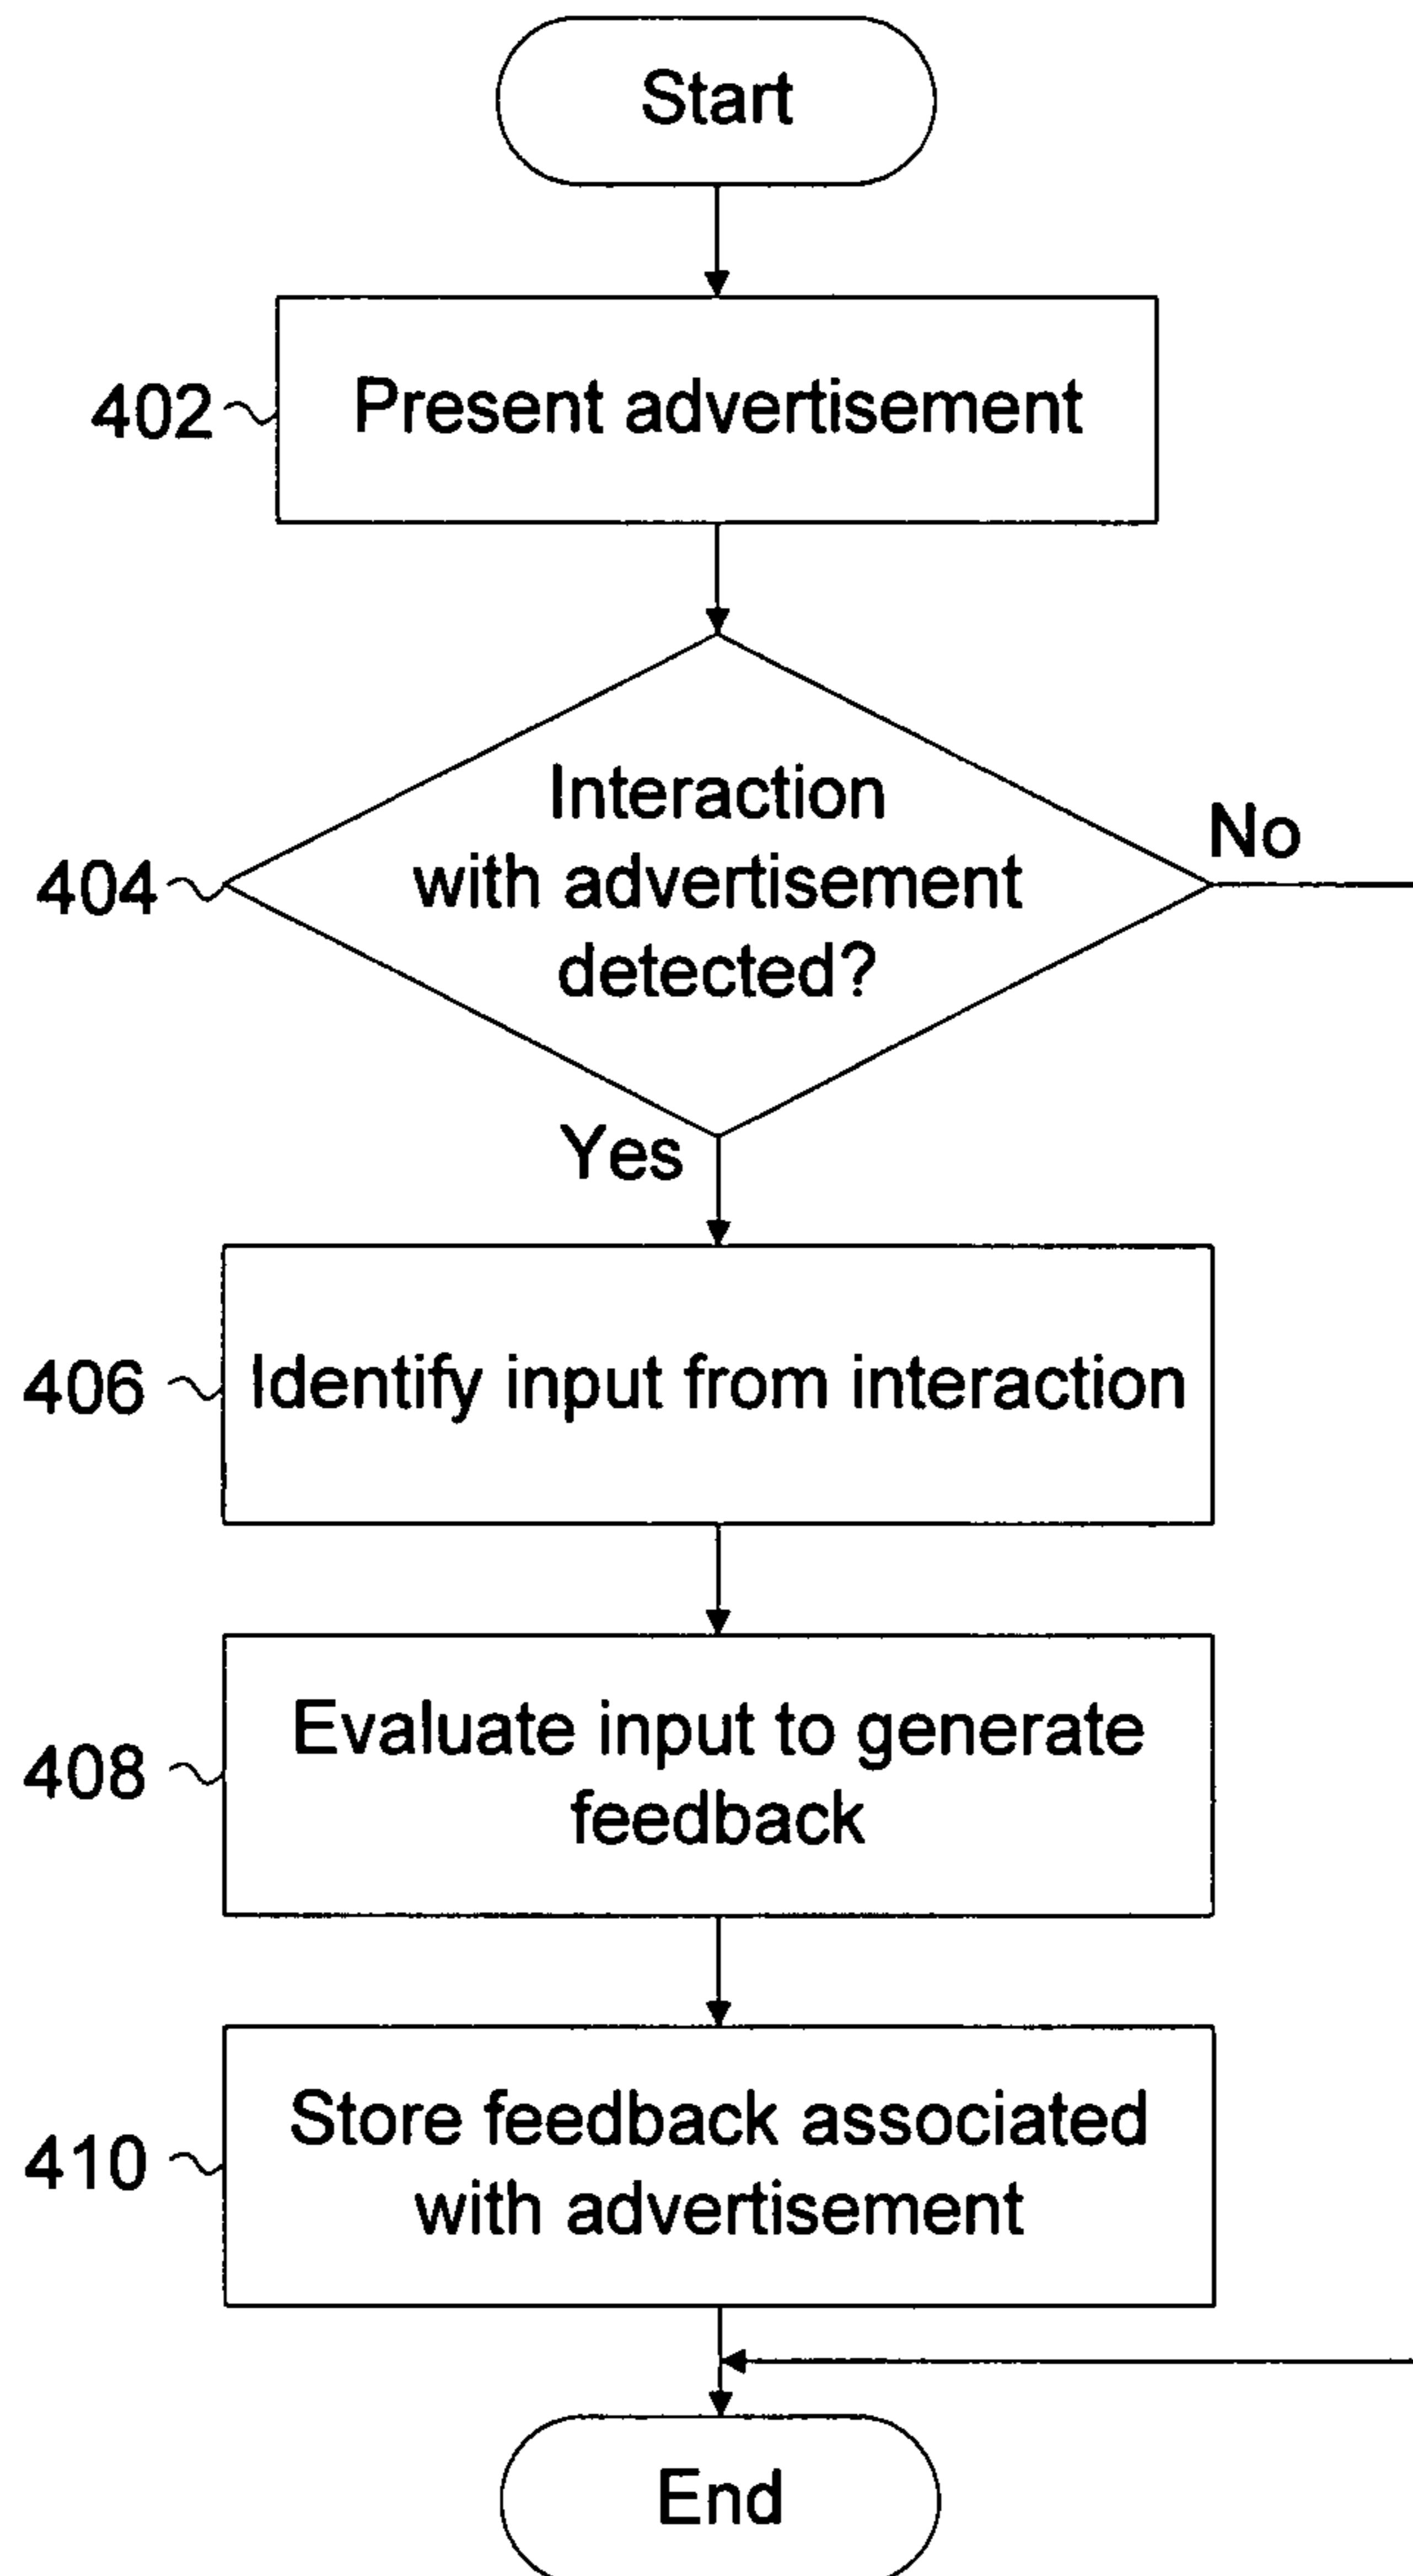 Start
402
Present advertisement
Interaction
with advertisement
detected?
404
No
Yes
406
Identify input from interaction
408
Evaluate input to generate
feedback
410
Store feedback associated
with advertisement
End